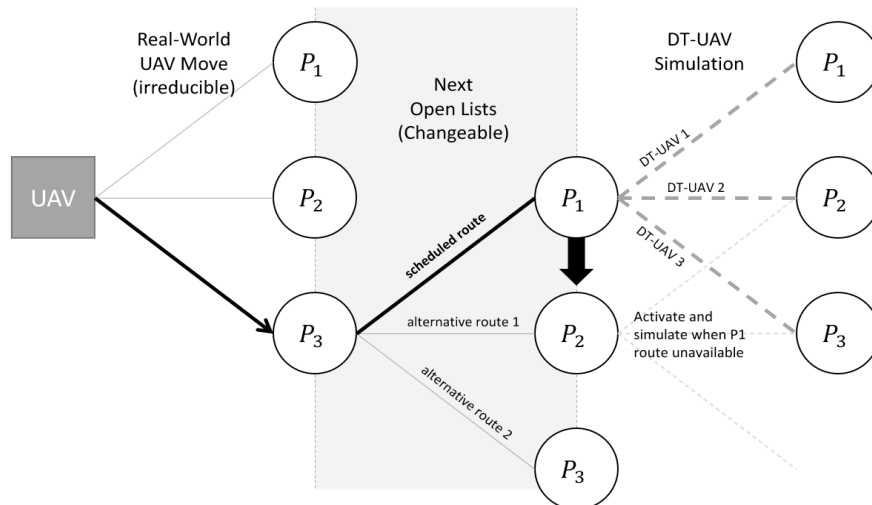 Real-World
UAV Move
(irreducible)
P₁
Next
Open Lists
(Changeable)
DT-UAV
Simulation
P₁
UAV
P₂
scheduled route
P₁
DT-UAV 1
DT-UAV 2
DT-UAV 3
P₂
P₃
alternative route 1
alternative route 2
P₂
Activate and
simulate when P1
route unavailable
P₃
P₃